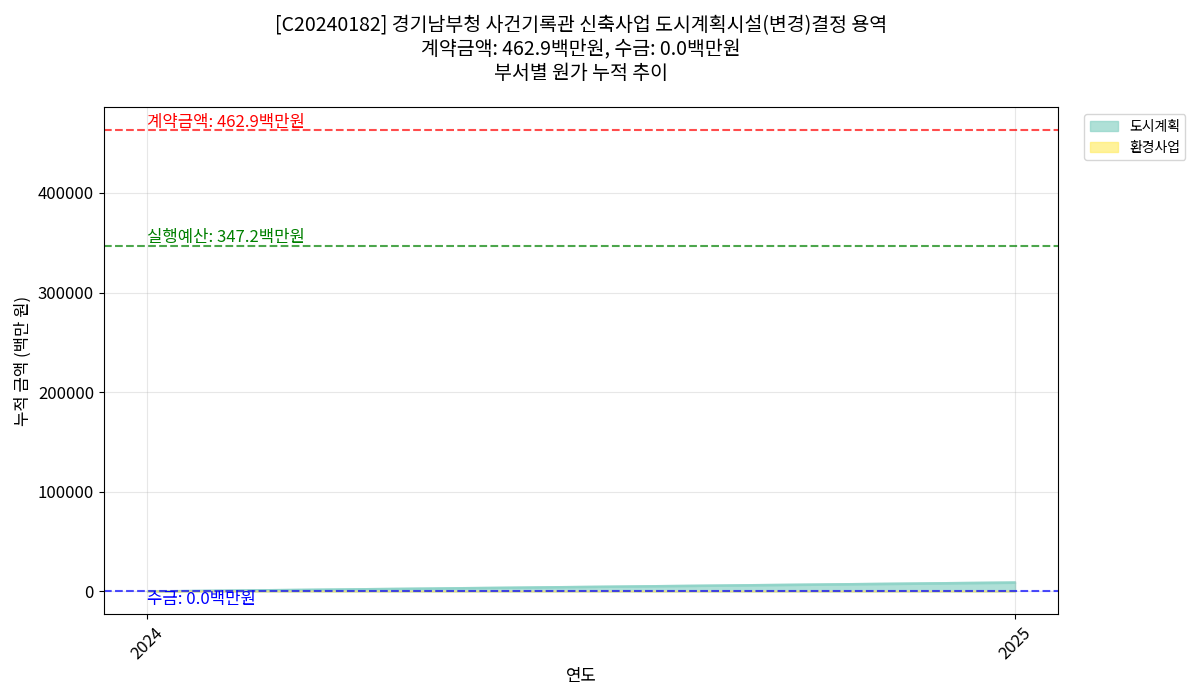 [C20240182] 경기남부청 사건기록관 신축사업 도시계획시설(변경)결정 용역
계약금액: 462.9백만원, 수금: 0.0백만원
부서별 원가 누적 추이
계약금액: 462.9백만원
실행예산: 347.2백만원
수금: 0.0백만원
도시계획
환경사업
누적 금액 (백만 원)
400000
300000
200000
100000
0
2024
2025
연도